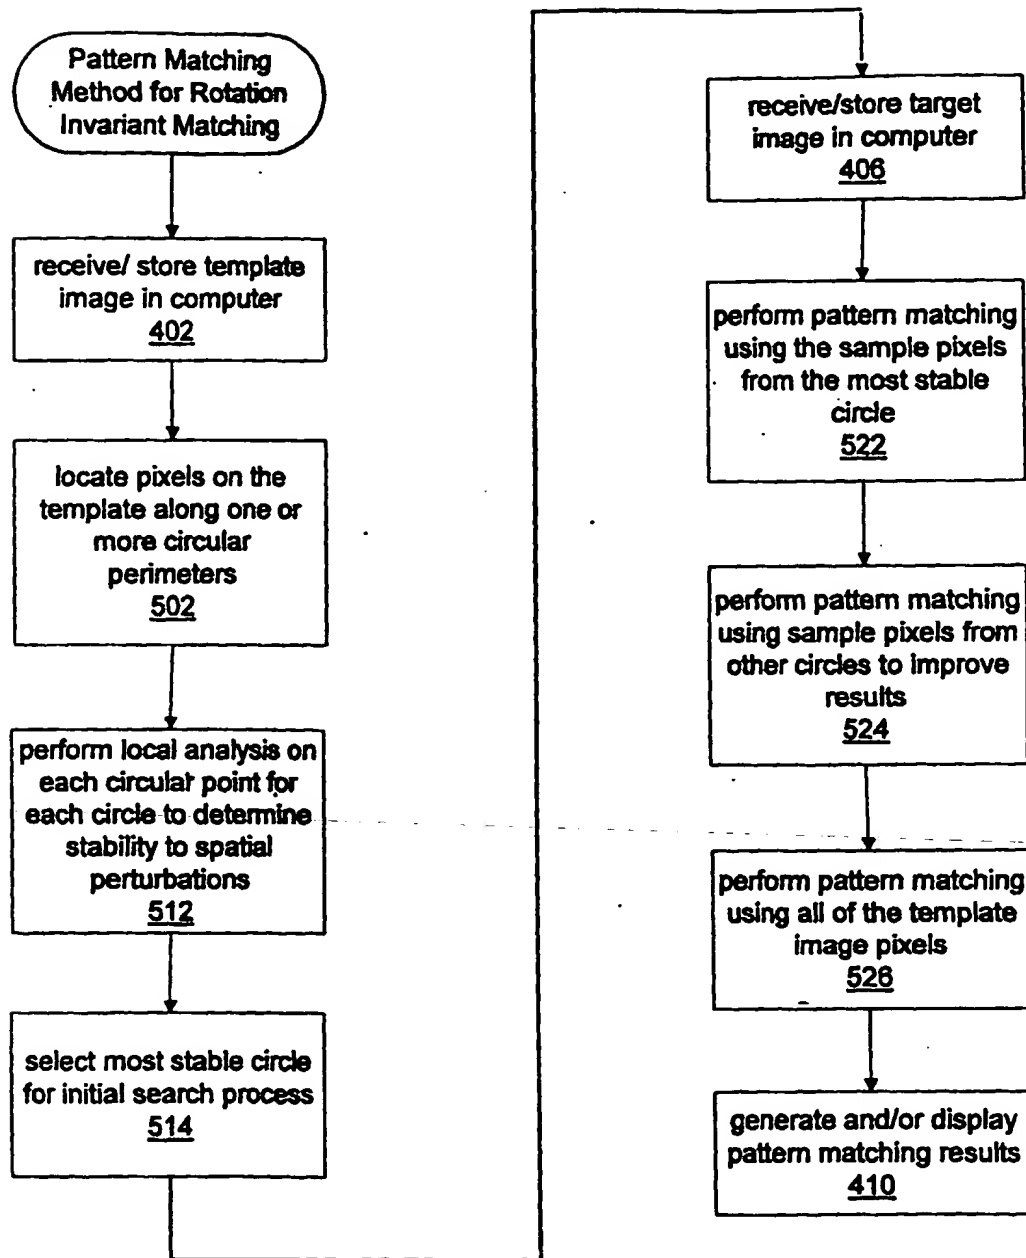 Pattern Matching
Method for Rotation
Invariant Matching
receive/ store template
image in computer
402
locate pixels on the
template along one or
more circular
perimeters
502
perform local analysis on
each circular point for
each circle to determine
stability to spatial
perturbations
512
select most stable circle
for initial search process
514
receive/store target
image in computer
406
perform pattern matching
using the sample pixels
from the most stable
circle
522
perform pattern matching
using sample pixels from
other circles to improve
results
524
perform pattern matching
using all of the template
image pixels
526
generate and/or display
pattern matching results
410